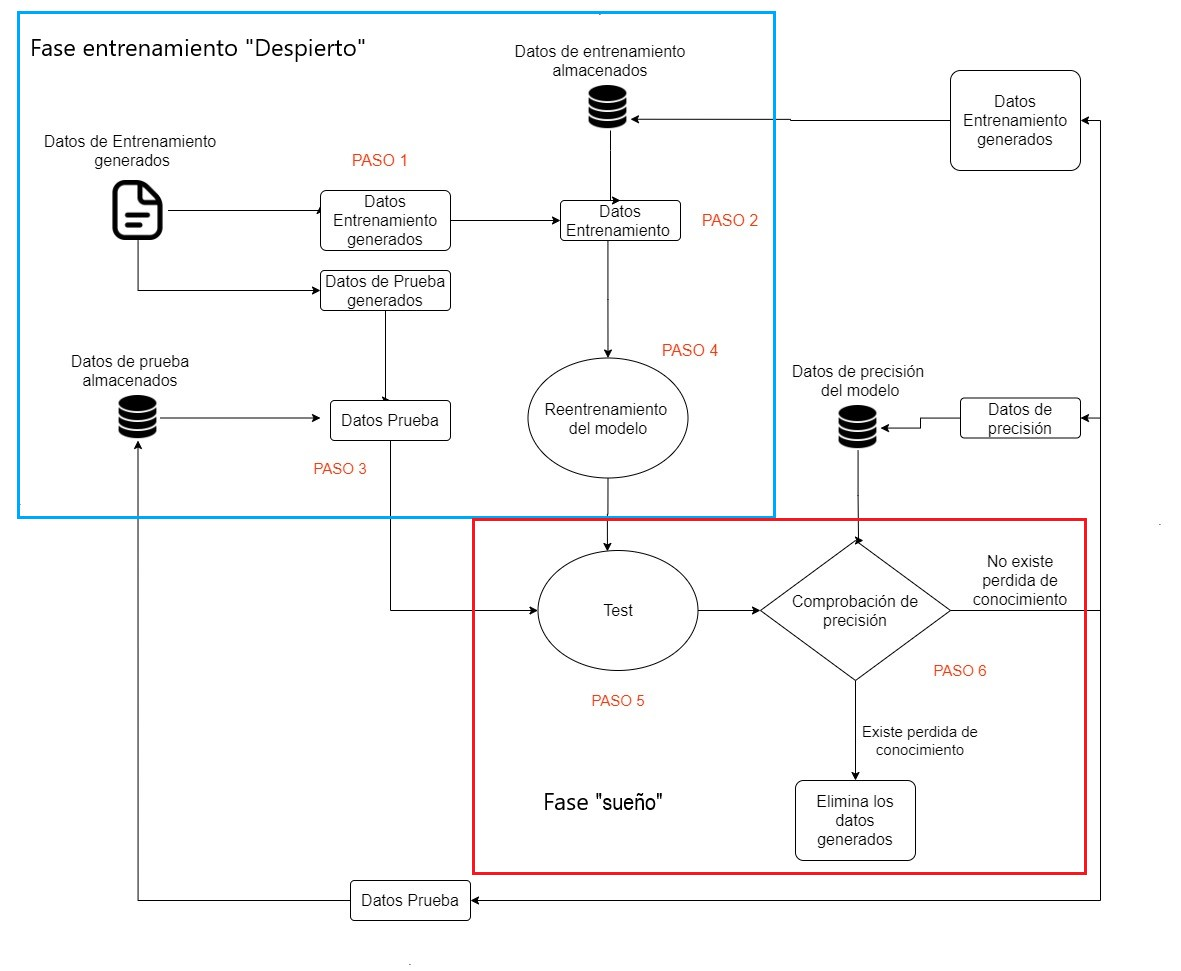 Fase entrenamiento "Despierto"
Datos de entrenamiento
almacenados
Datos
Entrenamiento
generados
Datos de Entrenamiento
generados
PASO 1
Datos
Entrenamiento
generados
Datos
Entrenamiento
PASO 2
Datos de Prueba
generados
Datos de prueba
almacenados
PASO 4
Reentrenamiento
del modelo
Datos de precisión
del modelo
Datos de
precisión
Datos Prueba
PASO 3
Test
Comprobación de
precisión
No existe
perdida de
conocimiento
PASO 5
PASO 6
Existe perdida de
conocimiento
Fase "sueño"
Elimina los
datos
generados
Datos Prueba